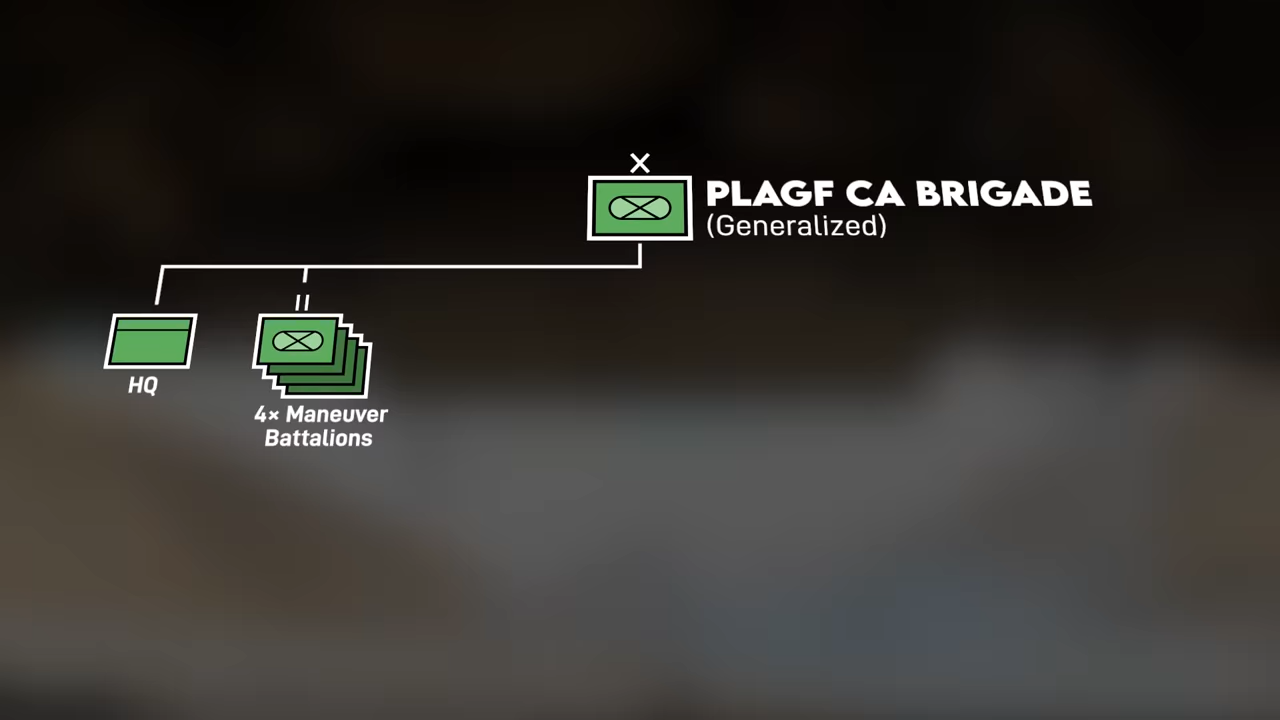 PLAGF CA BRIGADE
(Generalized)
HQ
4× Maneuver
Battalions